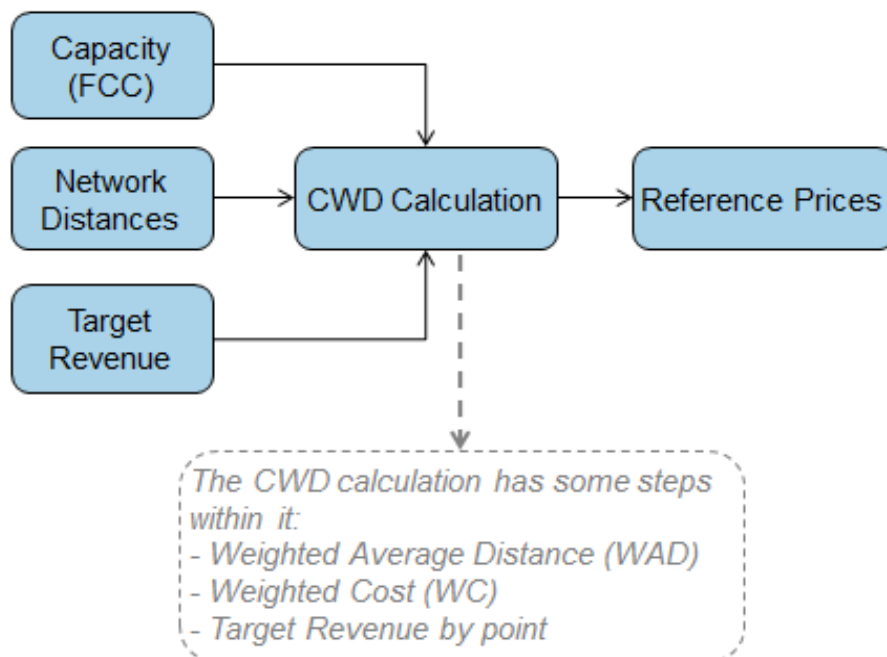 Capacity
(FCC)
Network
Distances
CWD Calculation
Reference Prices
Target
Revenue
The CWD calculation has some steps
within it:
- Weighted Average Distance (WAD)
- Weighted Cost (WC)
- Target Revenue by point